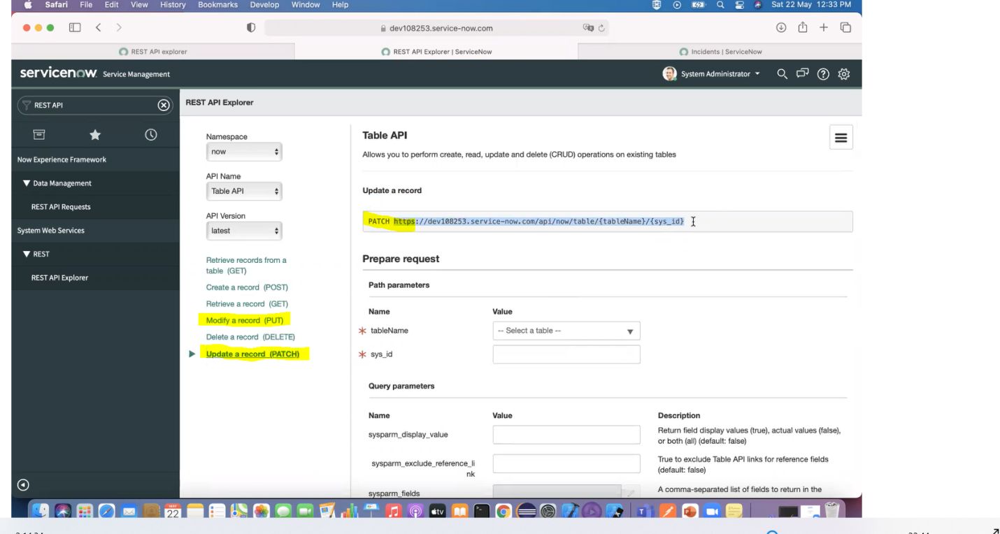 Safari File Edit View History Bookmarks Develop Window Help Sat 22 May 12:33 PM
dev108253.service-now.com
REST API explorer REST API Explorer | ServiceNow Incidents | ServiceNow
servicenow Service Management System Administrator
REST API
REST API Explorer
Now Experience Framework
Data Management
REST API Requests
System Web Services
REST
REST API Explorer
Namespace
now
API Name
Table API
API Version
latest
Retrieve records from a
table (GET)
Create a record (POST)
Retrieve a record (GET)
Modify a record (PUT)
Delete a record (DELETE)
Update a record (PATCH)
Table API
Allows you to perform create, read, update and delete (CRUD) operations on existing tables
Update a record
PATCH https://dev108253.service-now.com/api/now/table/{tableName}/{sys_id}
Prepare request
Path parameters
Name Value
tableName -- Select a table --
sys_id
Query parameters
Name Value Description
sysparm_display_value Return field display values (true), actual values (false),
or both (all) (default: false)
sysparm_exclude_reference_li True to exclude Table API links for reference fields
nk (default: false)
sysparm_fields A comma-separated list of fields to return in the
22 tv